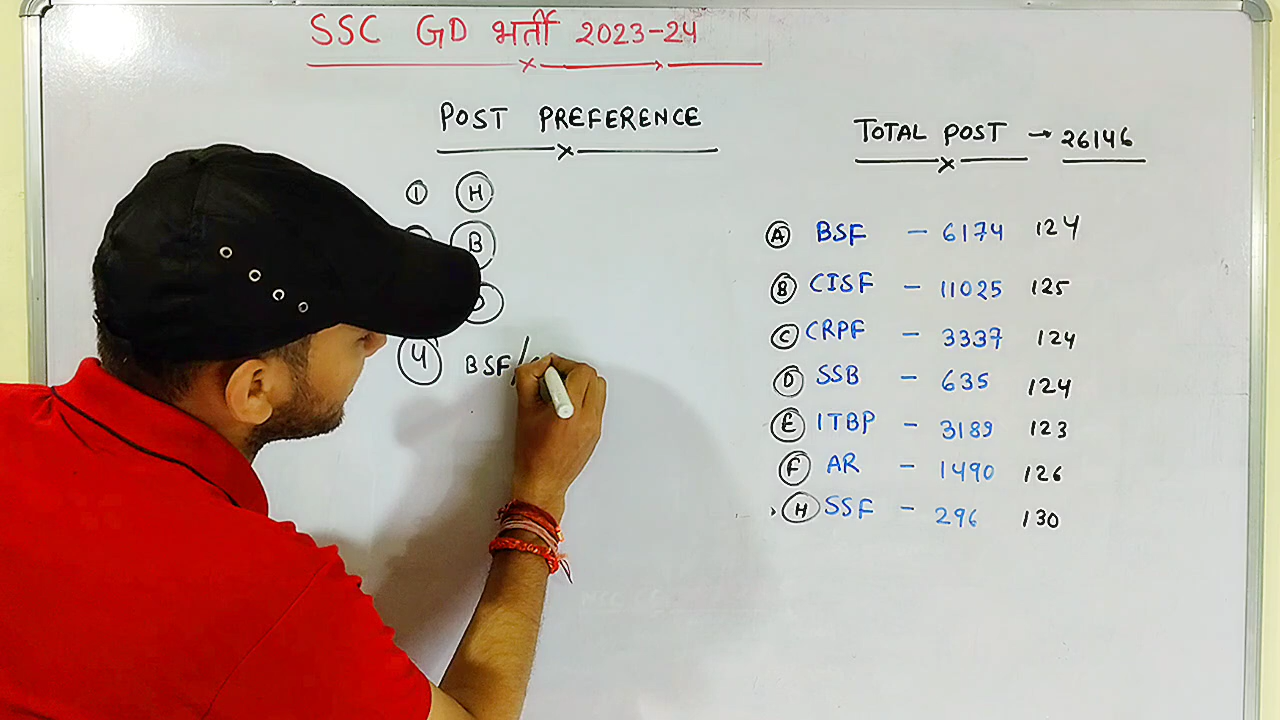 SSC GD भर्ती 2023-24
POST PREFERENCE
1 H
B
4 BSF/
TOTAL POST → 26146
A BSF - 6174 124
B CISF - 11025 125
C CRPF - 3337 124
D SSB - 635 124
E ITBP - 3189 123
F AR - 1490 126
H SSF - 296 130